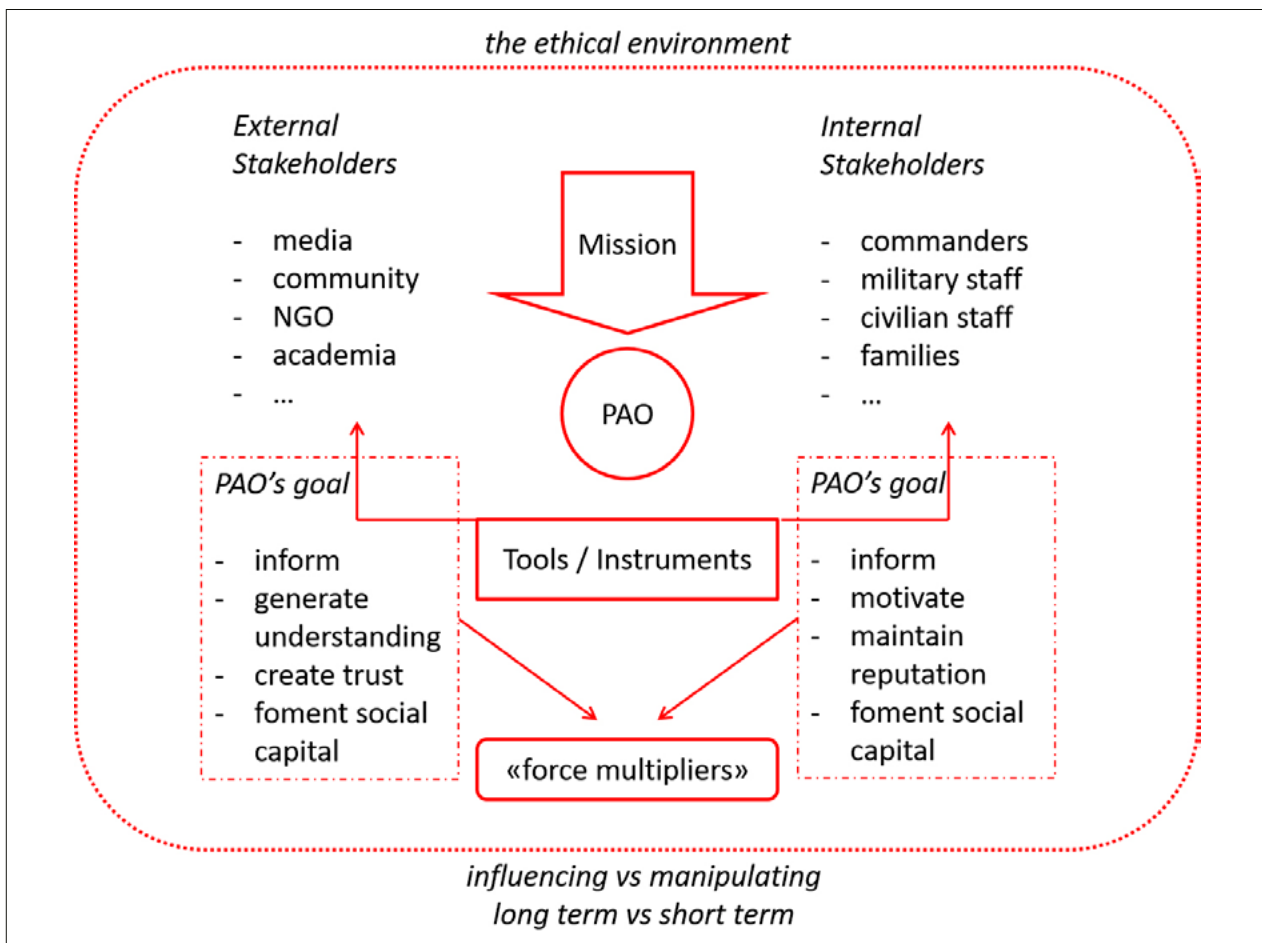 the ethical environment
External
Stakeholders
- media
- community
- NGO
- academia
- ...
Mission
PAO
Internal
Stakeholders
- commanders
- military staff
- civilian staff
- families
- ...
PAO's goal
- inform
- generate
understanding
- create trust
- foment social
capital
Tools / Instruments
«force multipliers»
PAO's goal
- inform
- motivate
- maintain
reputation
- foment social
capital
influencing vs manipulating
long term vs short term